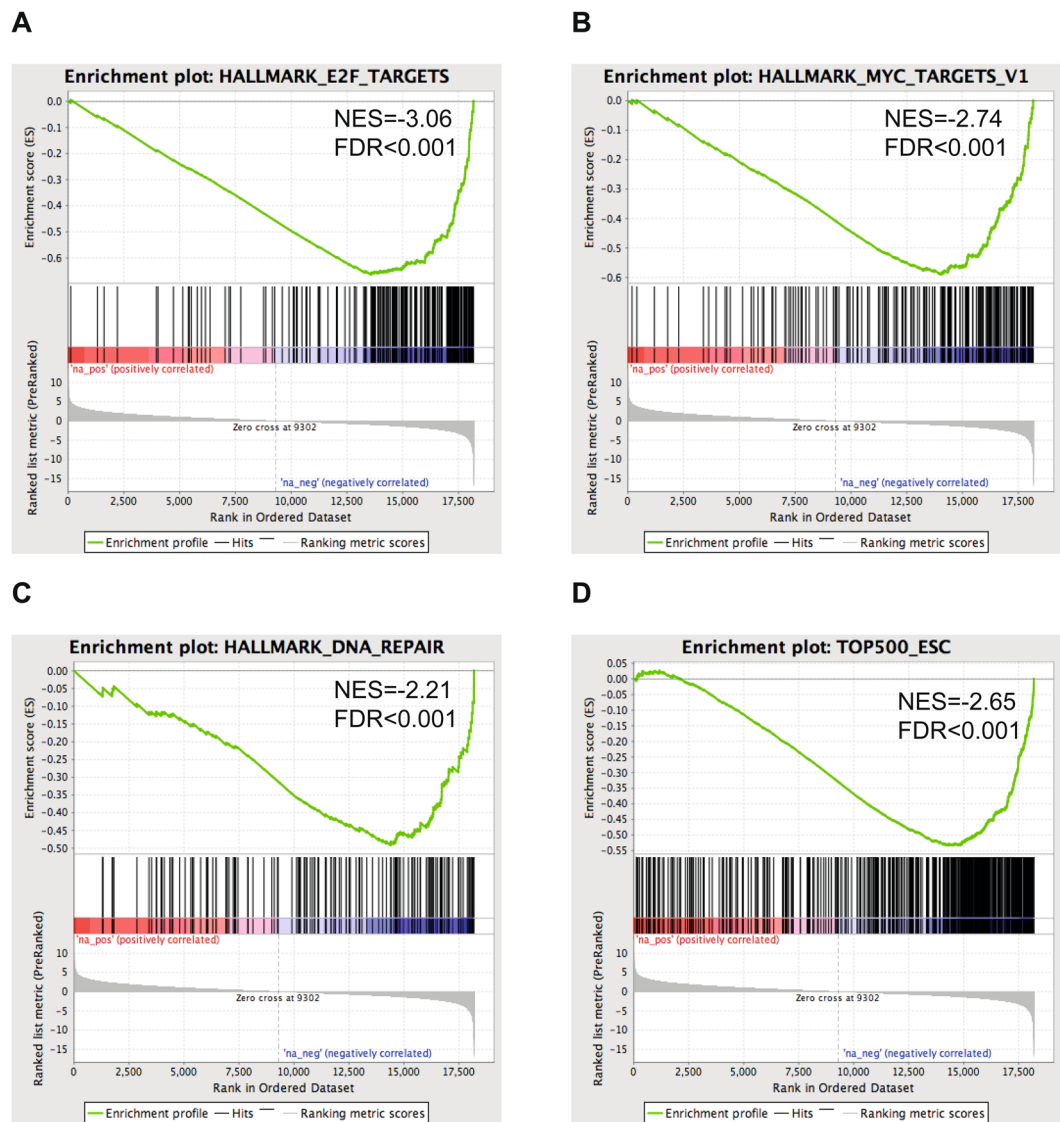 A
Enrichment plot: HALLMARK_E2F_TARGETS
NES=-3.06
FDR<0.001
Enrichment score (ES)
0.0
-0.1
-0.2
-0.3
-0.4
-0.5
-0.6
'na_pos' (positively correlated)
Ranked list metric (PreRanked)
10
5
0
-5
-10
-15
Zero cross at 9302
'na_neg' (negatively correlated)
0 2,500 5,000 7,500 10,000 12,500 15,000 17,500
Rank in Ordered Dataset
Enrichment profile Hits Ranking metric scores
B
Enrichment plot: HALLMARK_MYC_TARGETS_V1
NES=-2.74
FDR<0.001
Enrichment score (ES)
0.0
-0.1
-0.2
-0.3
-0.4
-0.5
-0.6
'na_pos' (positively correlated)
Ranked list metric (PreRanked)
10
5
0
-5
-10
-15
Zero cross at 9302
'na_neg' (negatively correlated)
0 2,500 5,000 7,500 10,000 12,500 15,000 17,500
Rank in Ordered Dataset
Enrichment profile Hits Ranking metric scores
C
Enrichment plot: HALLMARK_DNA_REPAIR
NES=-2.21
FDR<0.001
Enrichment score (ES)
0.00
-0.05
-0.10
-0.15
-0.20
-0.25
-0.30
-0.35
-0.40
-0.45
-0.50
'na_pos' (positively correlated)
Ranked list metric (PreRanked)
10
5
0
-5
-10
-15
Zero cross at 9302
'na_neg' (negatively correlated)
0 2,500 5,000 7,500 10,000 12,500 15,000 17,500
Rank in Ordered Dataset
Enrichment profile Hits Ranking metric scores
D
Enrichment plot: TOP500_ESC
NES=-2.65
FDR<0.001
Enrichment score (ES)
0.05
0.00
-0.05
-0.10
-0.15
-0.20
-0.25
-0.30
-0.35
-0.40
-0.45
-0.50
-0.55
'na_pos' (positively correlated)
Ranked list metric (PreRanked)
10
5
0
-5
-10
-15
Zero cross at 9302
'na_neg' (negatively correlated)
0 2,500 5,000 7,500 10,000 12,500 15,000 17,500
Rank in Ordered Dataset
Enrichment profile Hits Ranking metric scores